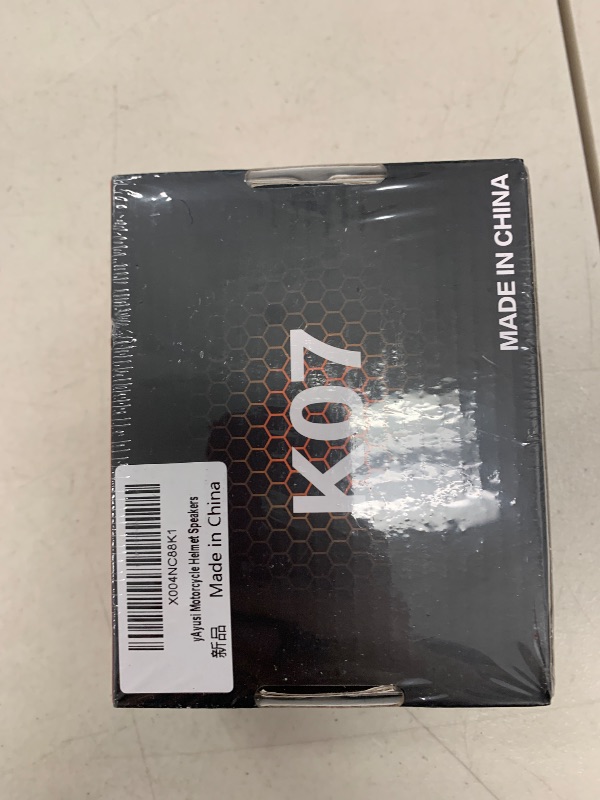 MADE IN CHINA
K07
X004NC88K1
yAyusi Motorcycle Helmet Speakers
新品 Made in China